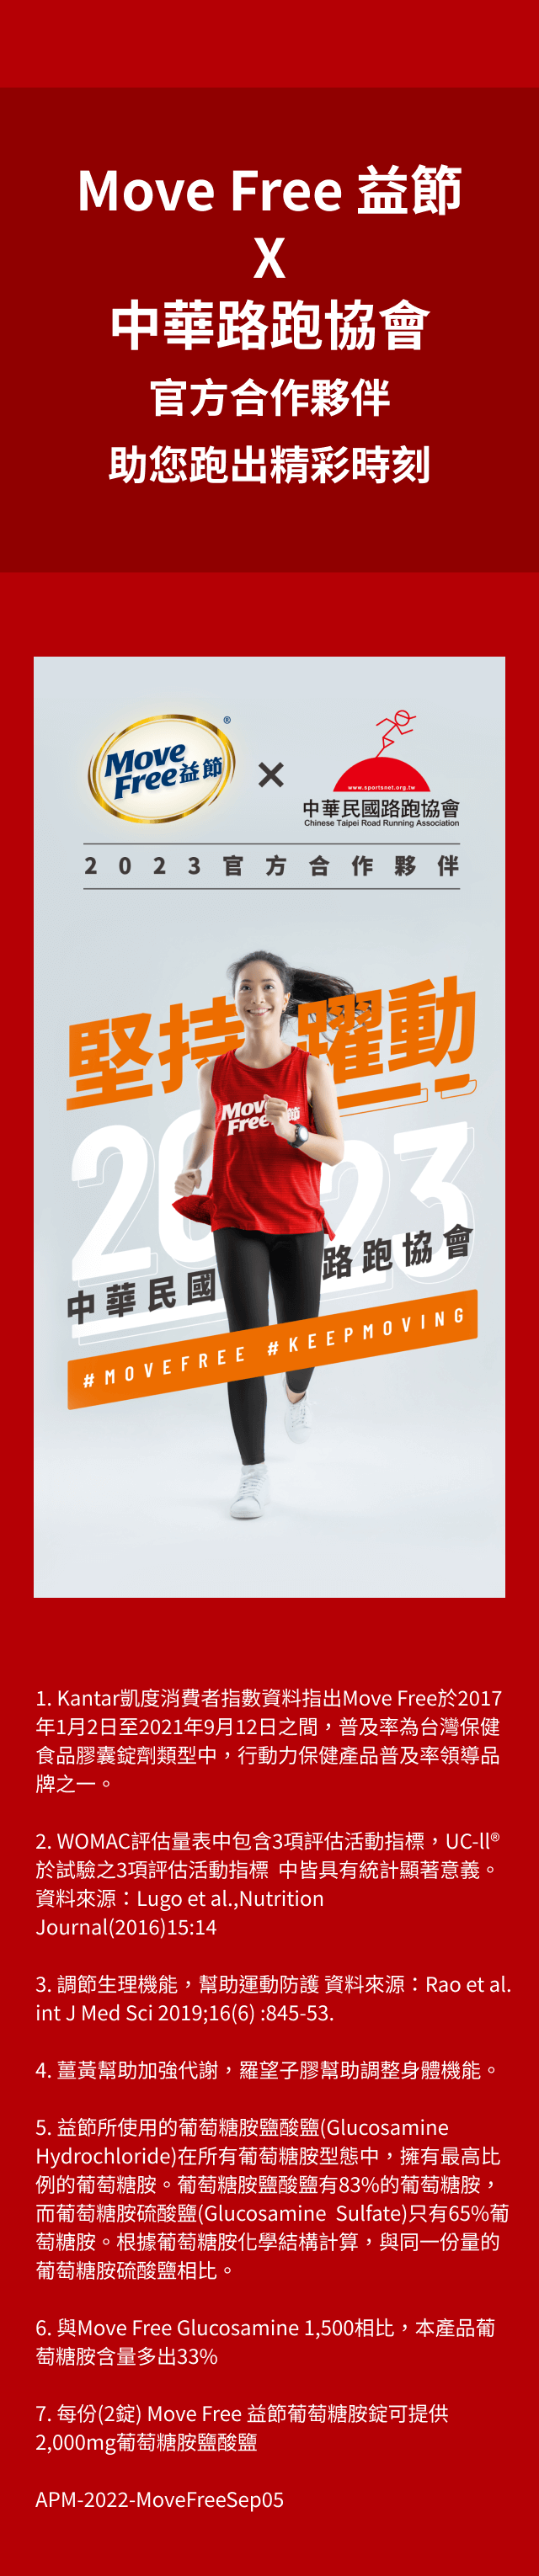 Move Free 益節
X
中華路跑協會
官方合作夥伴
助您跑出精彩時刻
Move Free益節®
×
www.sportsnet.org.tw
中華民國路跑協會
Chinese Taipei Road Running Association
2023官方合作夥伴
堅持躍動
Move
Free益節
2023
中華民國路跑協會
#MOVEFREE #KEEPMOVING
1. Kantar凱度消費者指數資料指出Move Free於2017
年1月2日至2021年9月12日之間，普及率為台灣保健
食品膠囊錠劑類型中，行動力保健產品普及率領導品
牌之一。
2. WOMAC評估量表中包含3項評估活動指標，UC-ll®
於試驗之3項評估活動指標 中皆具有統計顯著意義。
資料來源：Lugo et al.,Nutrition
Journal(2016)15:14
3. 調節生理機能，幫助運動防護 資料來源：Rao et al.
int J Med Sci 2019;16(6) :845-53.
4. 薑黃幫助加強代謝，羅望子膠幫助調整身體機能。
5. 益節所使用的葡萄糖胺鹽酸鹽(Glucosamine
Hydrochloride)在所有葡萄糖胺型態中，擁有最高比
例的葡萄糖胺。葡萄糖胺鹽酸鹽有83%的葡萄糖胺，
而葡萄糖胺硫酸鹽(Glucosamine Sulfate)只有65%葡
萄糖胺。根據葡萄糖胺化學結構計算，與同一份量的
葡萄糖胺硫酸鹽相比。
6. 與Move Free Glucosamine 1,500相比，本產品葡
萄糖胺含量多出33%
7. 每份(2錠) Move Free 益節葡萄糖胺錠可提供
2,000mg葡萄糖胺鹽酸鹽
APM-2022-MoveFreeSep05